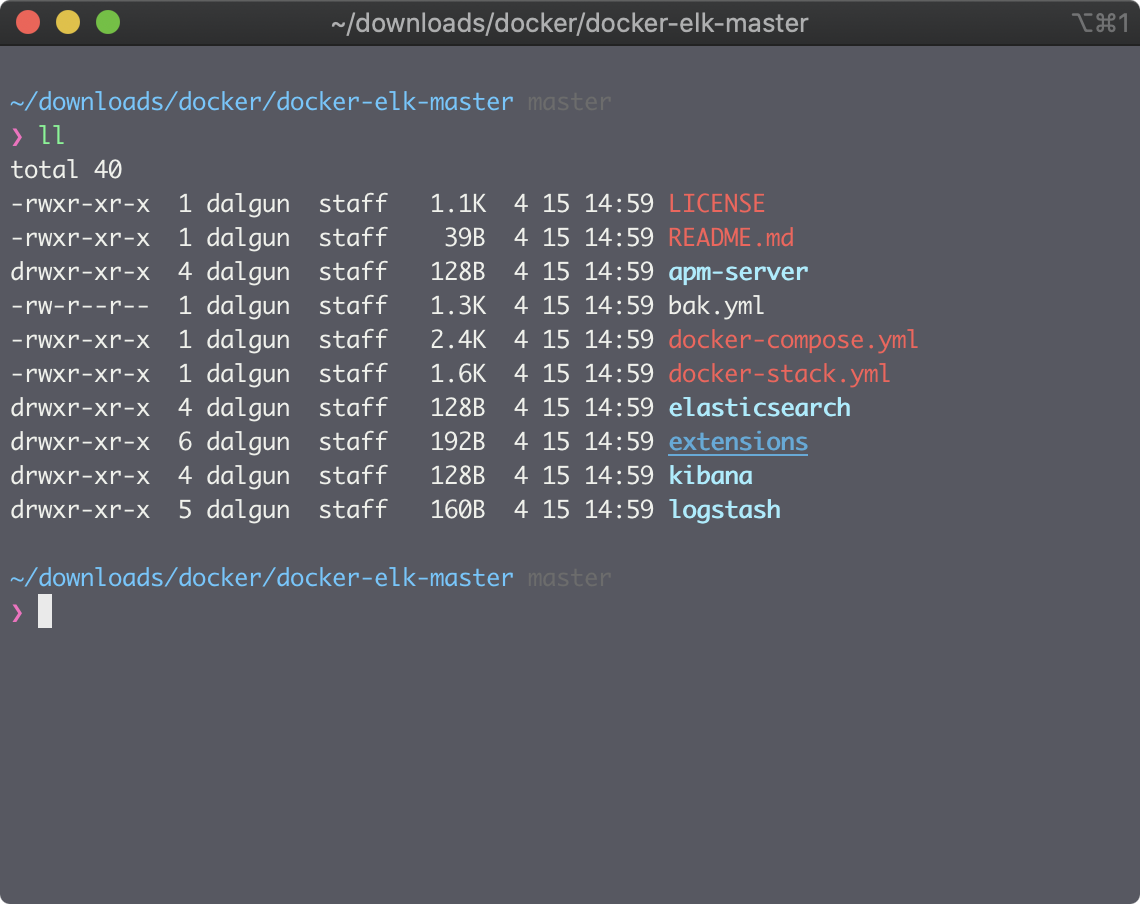 ~/downloads/docker/docker-elk-master ⌥⌘1
~/downloads/docker/docker-elk-master master
❯ ll
total 40
-rwxr-xr-x  1 dalgun  staff   1.1K  4 15 14:59 LICENSE
-rwxr-xr-x  1 dalgun  staff    39B  4 15 14:59 README.md
drwxr-xr-x  4 dalgun  staff   128B  4 15 14:59 apm-server
-rw-r--r--  1 dalgun  staff   1.3K  4 15 14:59 bak.yml
-rwxr-xr-x  1 dalgun  staff   2.4K  4 15 14:59 docker-compose.yml
-rwxr-xr-x  1 dalgun  staff   1.6K  4 15 14:59 docker-stack.yml
drwxr-xr-x  4 dalgun  staff   128B  4 15 14:59 elasticsearch
drwxr-xr-x  6 dalgun  staff   192B  4 15 14:59 extensions
drwxr-xr-x  4 dalgun  staff   128B  4 15 14:59 kibana
drwxr-xr-x  5 dalgun  staff   160B  4 15 14:59 logstash
~/downloads/docker/docker-elk-master master
❯